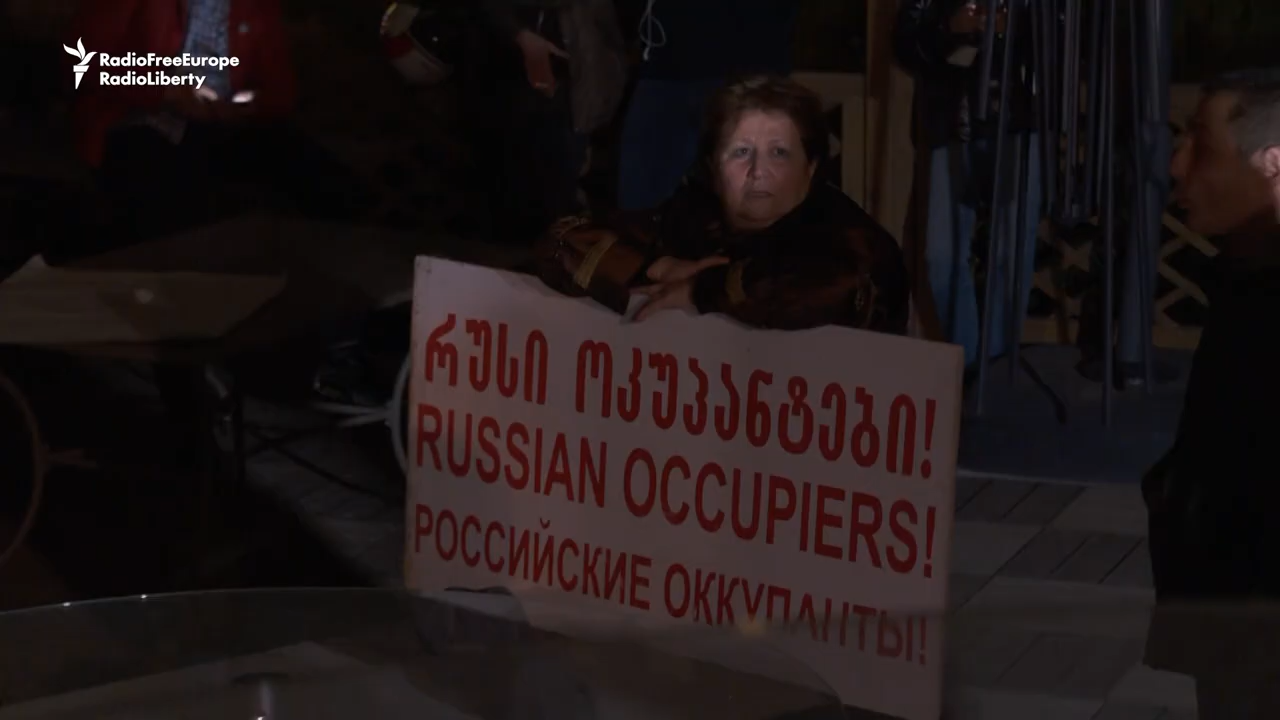 RadioFreeEurope
RadioLiberty
რუსი ოკუპანტები!
RUSSIAN OCCUPIERS!
РОССИЙСКИЕ ОККУПАНТЫ!